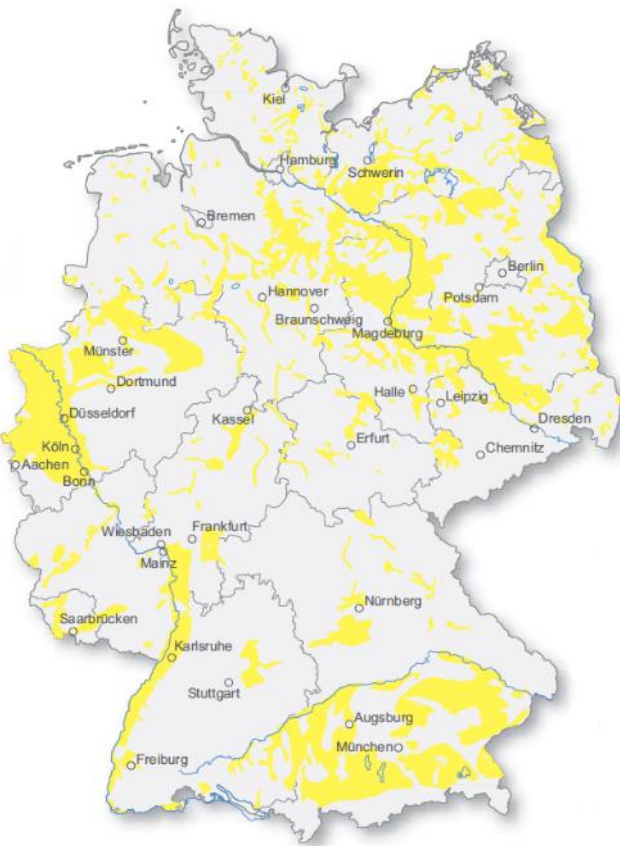 Kiel
Hamburg
Schwerin
Bremen
Berlin
Hannover
Potsdam
Braunschweig
Magdeburg
Münster
Dortmund
Halle
Leipzig
Düsseldorf
Kassel
Dresden
Köln
Erfurt
Chemnitz
Aachen
Bonn
Wiesbaden
Frankfurt
Mainz
Nürnberg
Saarbrücken
Karlsruhe
Stuttgart
Augsburg
München
Freiburg